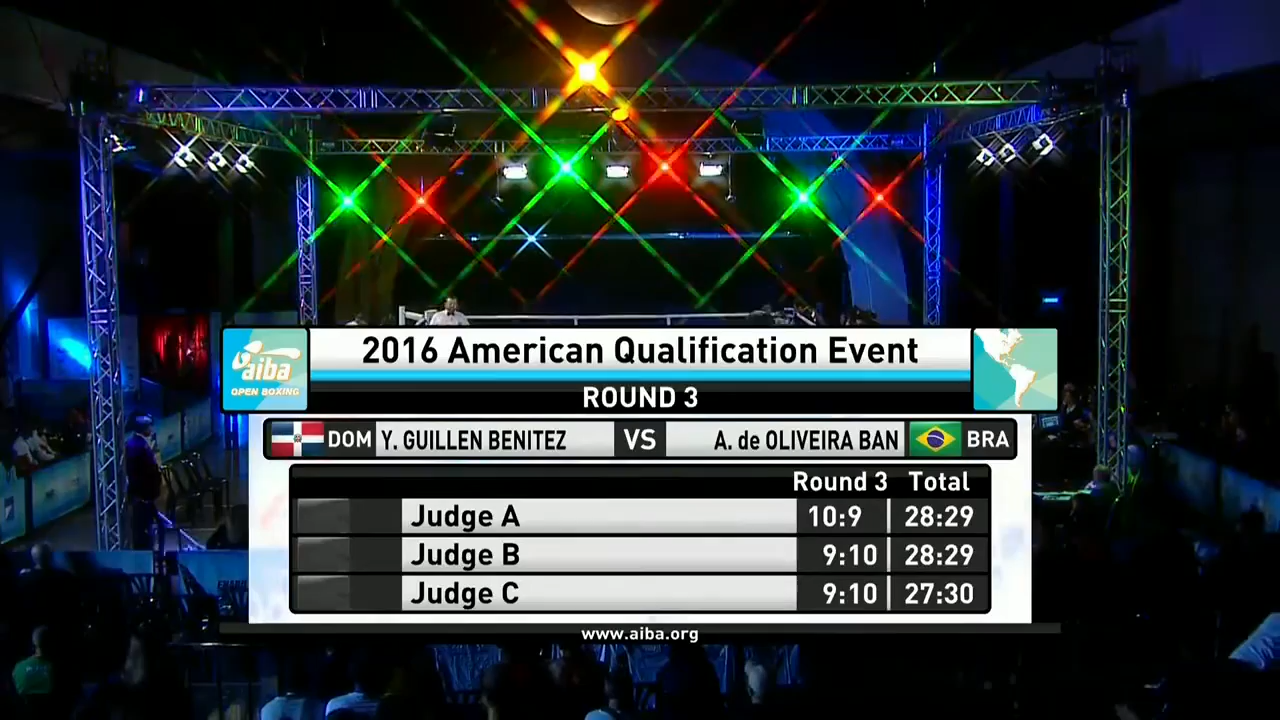 2016 American Qualification Event
aiba
OPEN BOXING
ROUND 3
DOM Y. GUILLEN BENITEZ VS A. de OLIVEIRA BAN BRA
Round 3 Total
Judge A 10:9 28:29
Judge B 9:10 28:29
Judge C 9:10 27:30
www.aiba.org